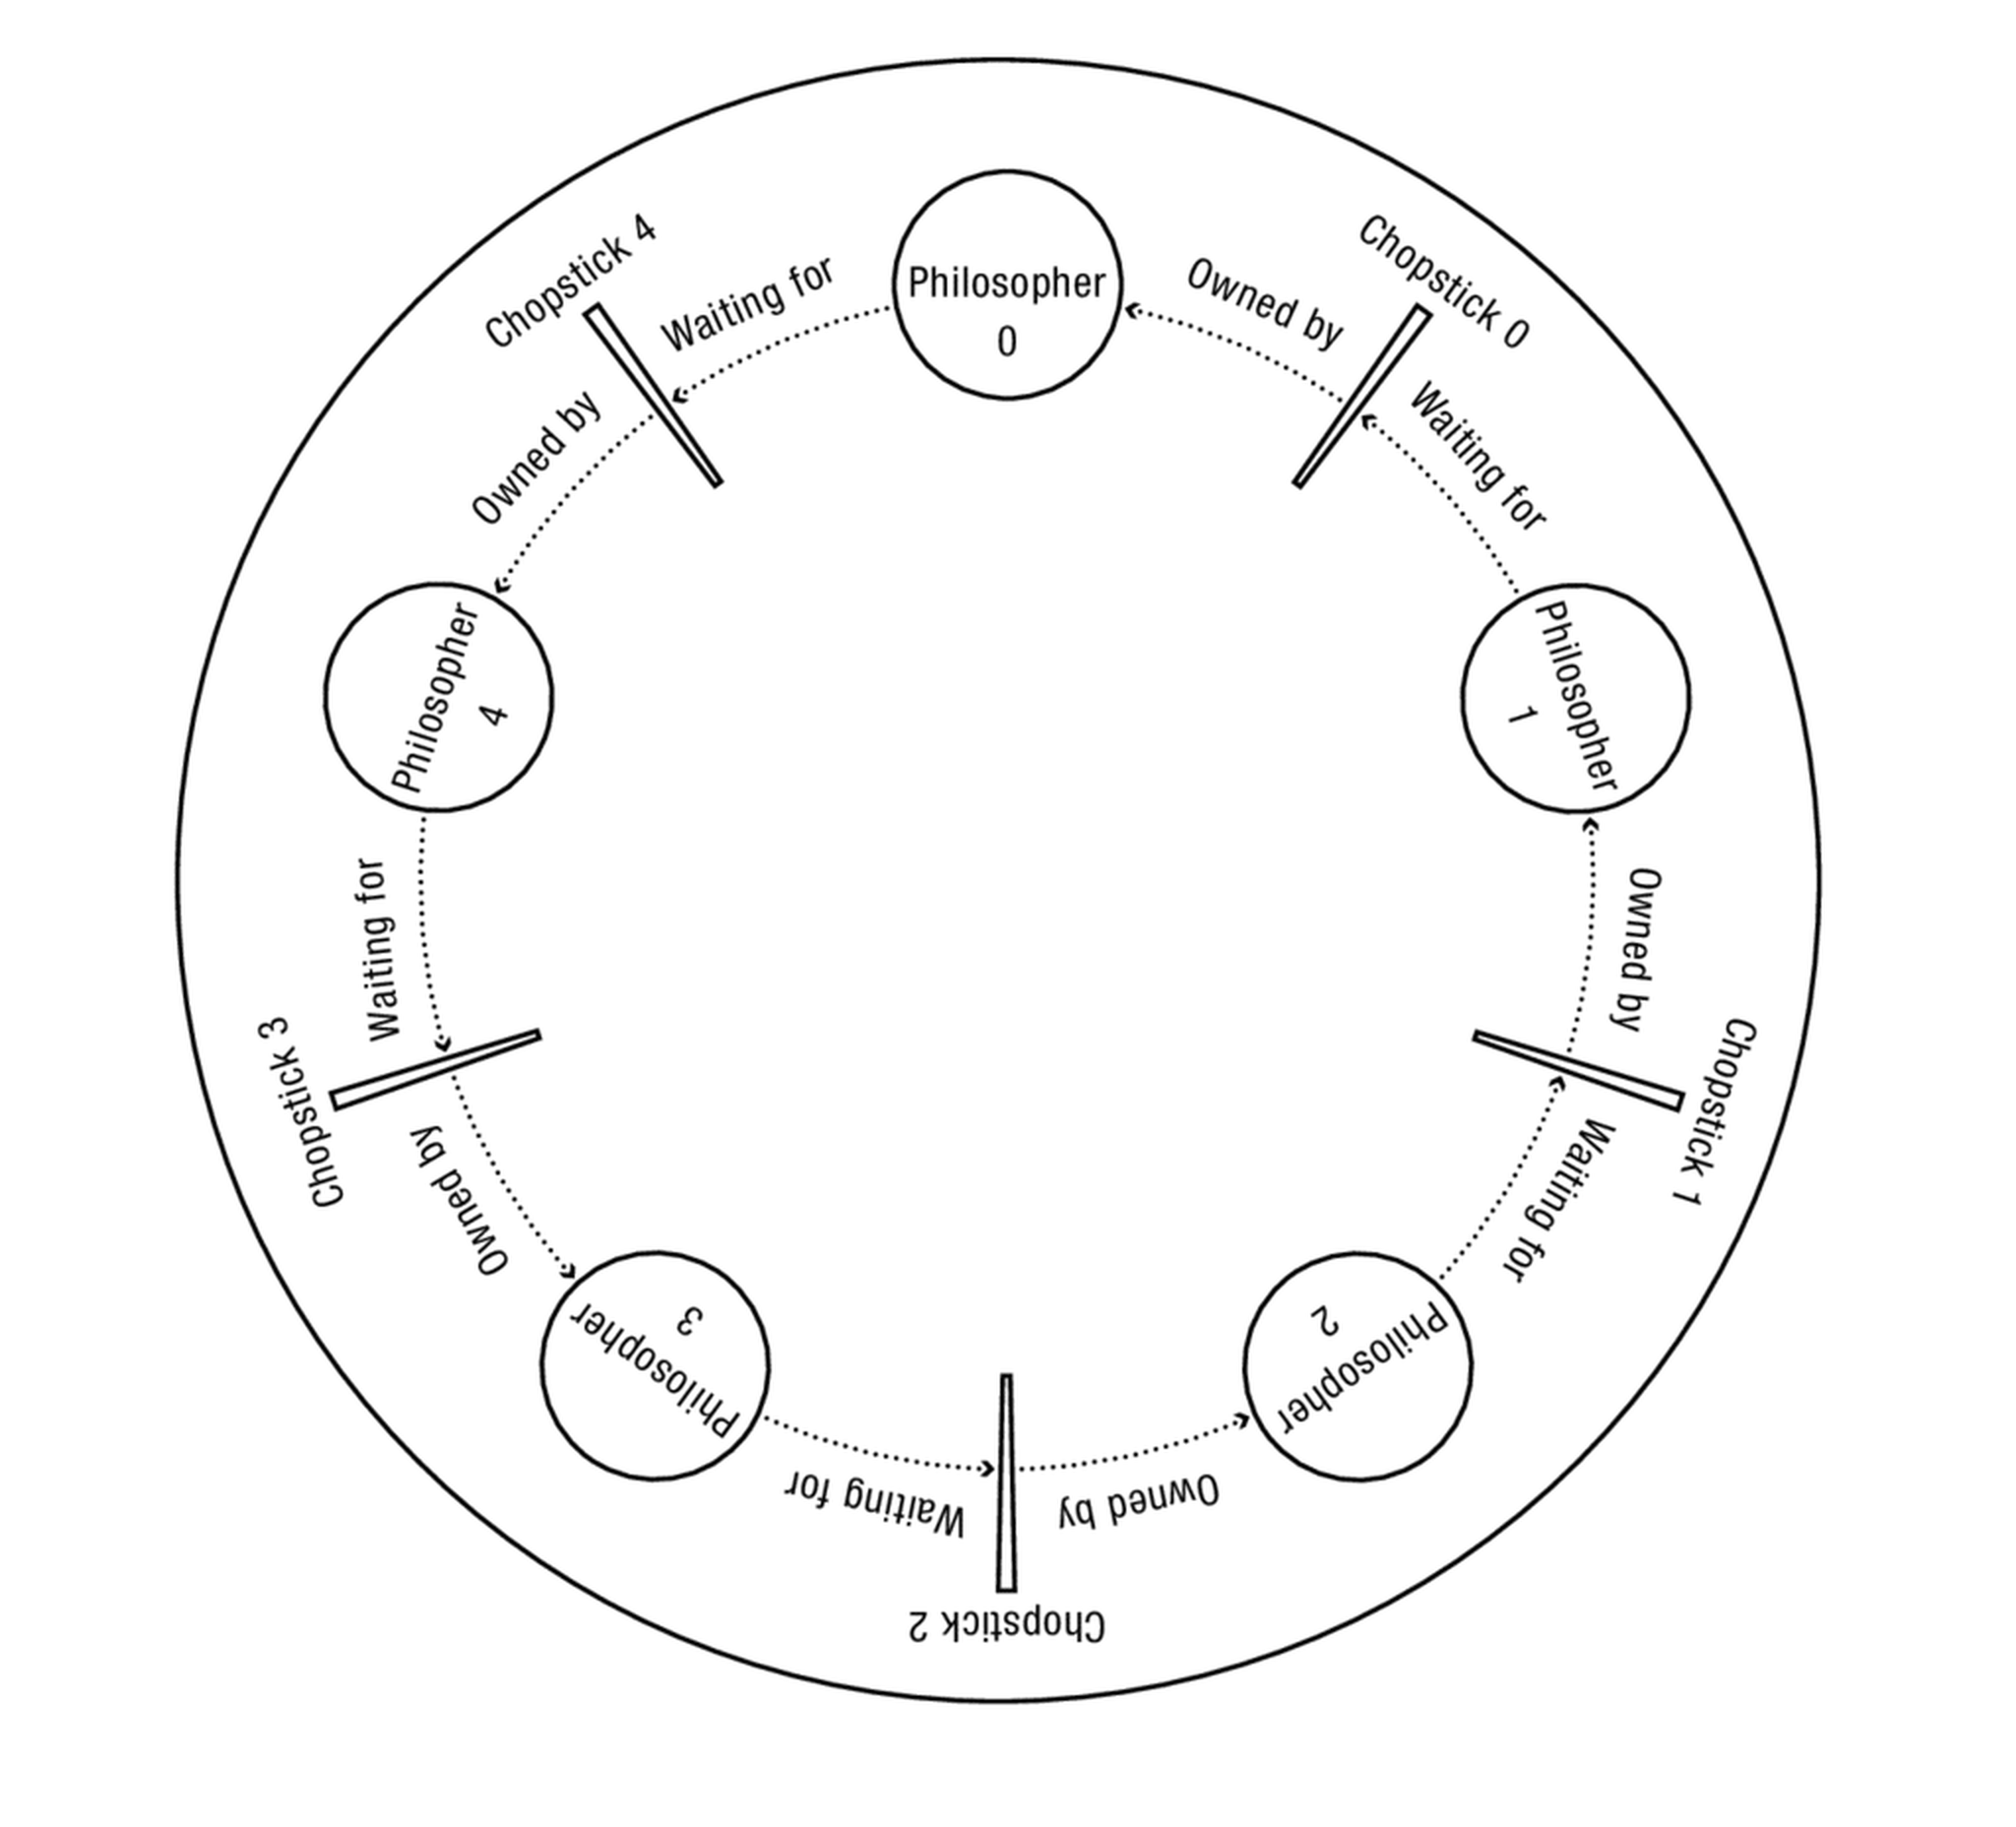 Chopstick 4
Waiting for
Philosopher
0
Owned by
Chopstick 0
Waiting for
Philosopher
1
Owned by
Chopstick 1
Waiting for
Philosopher
2
Owned by
Chopstick 2
Waiting for
Philosopher
3
Owned by
Chopstick 3
Waiting for
Philosopher
4
Owned by